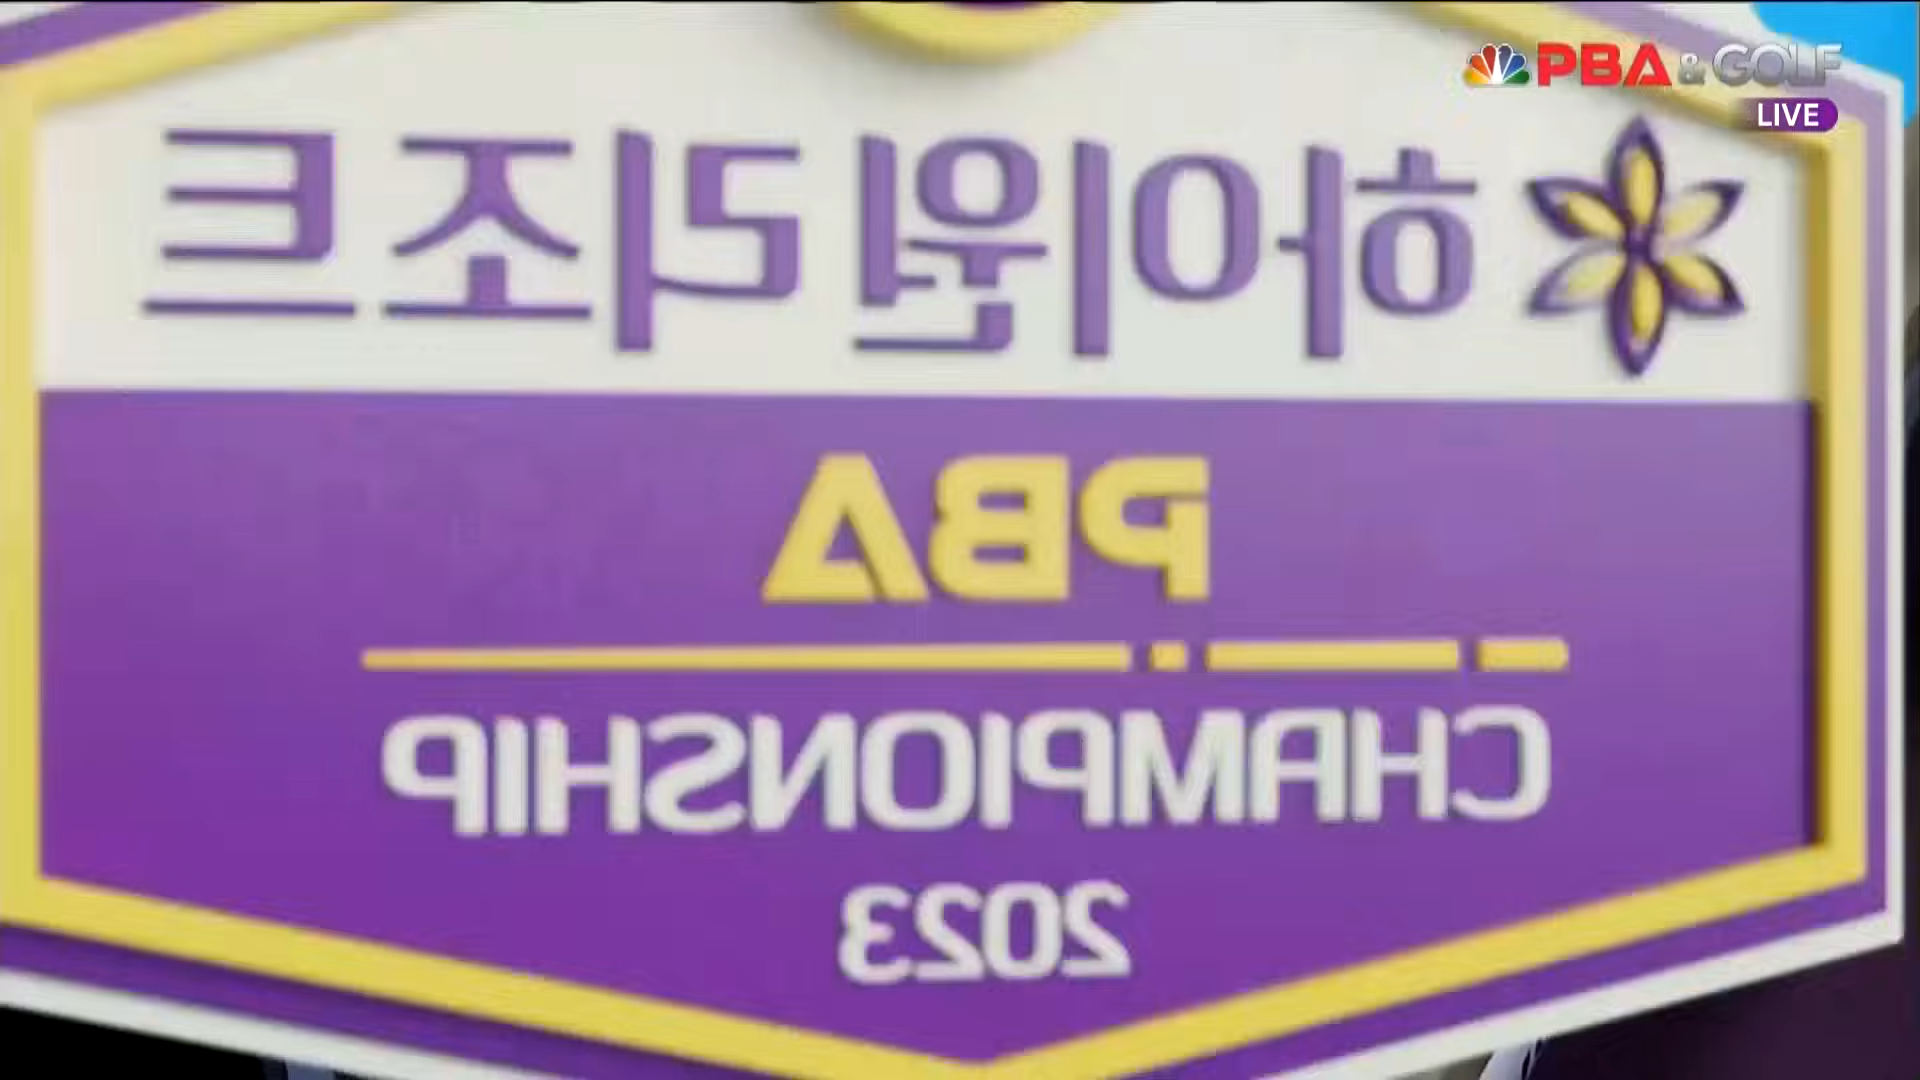 PBA & GOLF
LIVE
하이원리조트
PBA
CHAMPIONSHIP
2023